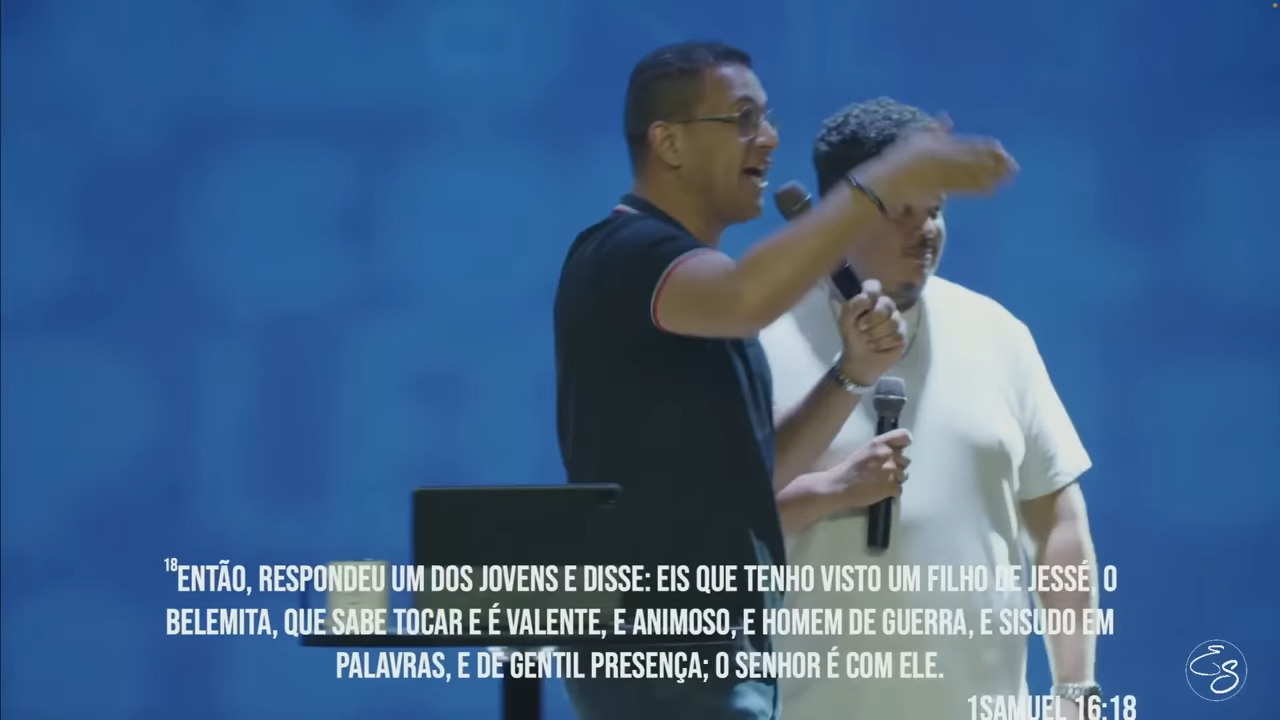 18ENTÃO, RESPONDEU UM DOS JOVENS E DISSE: EIS QUE TENHO VISTO UM FILHO DE JESSÉ, O
BELEMITA, QUE SABE TOCAR E É VALENTE, E ANIMOSO, E HOMEM DE GUERRA, E SISUDO EM
PALAVRAS, E DE GENTIL PRESENÇA; O SENHOR É COM ELE.
1SAMUEL 16:18
ES